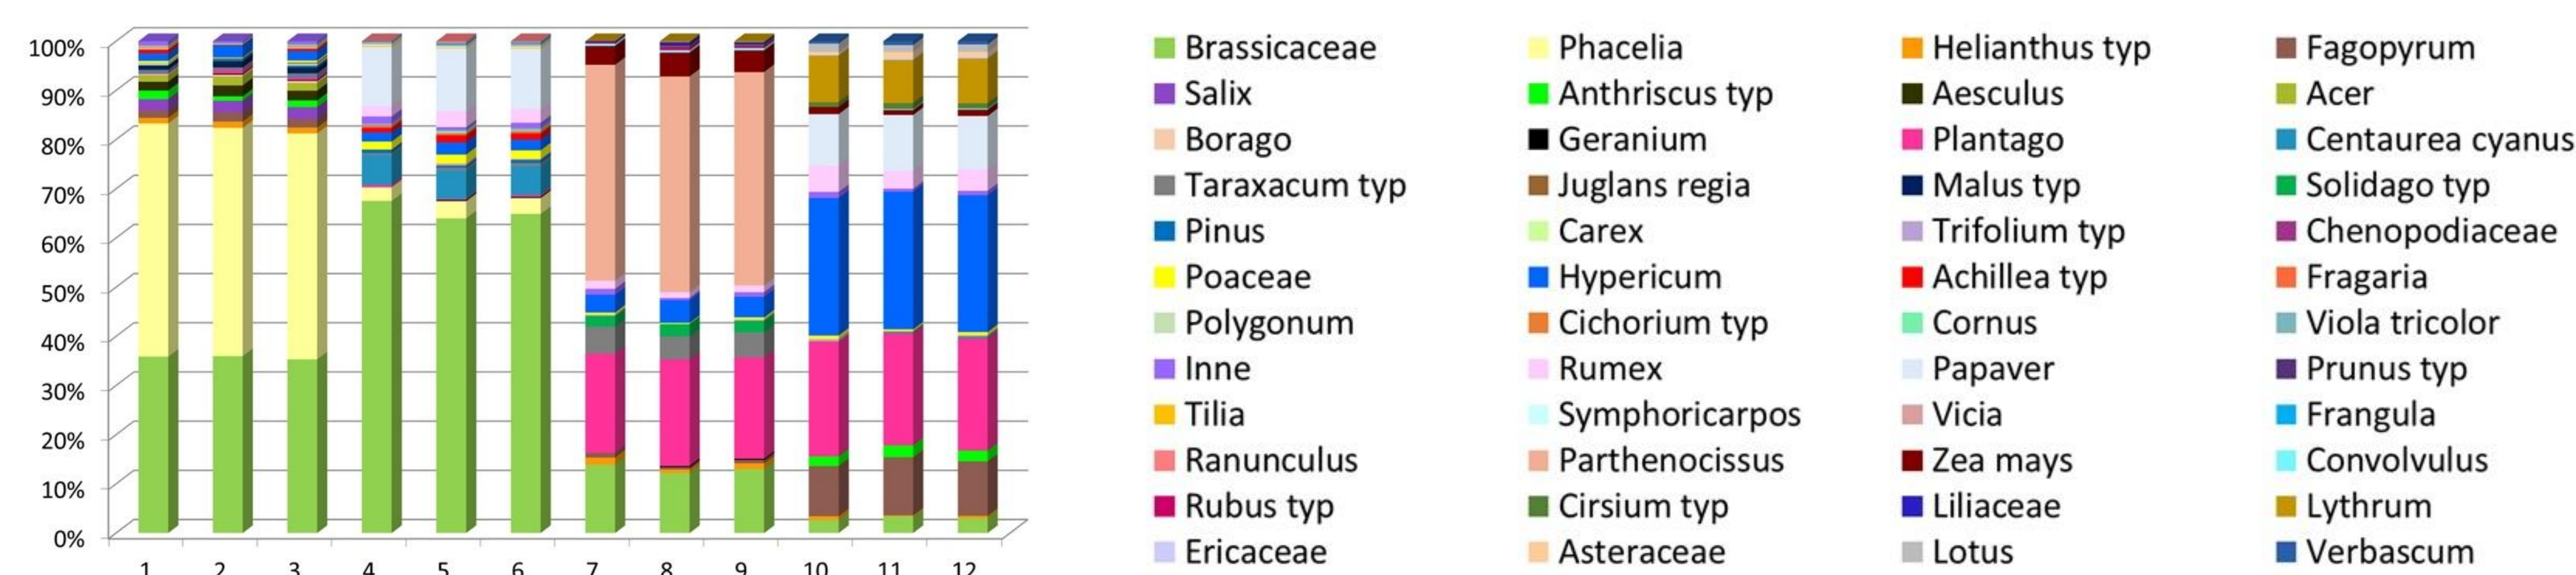 100%
90%
80%
70%
60%
50%
40%
30%
20%
10%
0%
1 2 3 4 5 6 7 8 9 10 11 12
Brassicaceae Phacelia Helianthus typ Fagopyrum
Salix Anthriscus typ Aesculus Acer
Borago Geranium Plantago Centaurea cyanus
Taraxacum typ Juglans regia Malus typ Solidago typ
Pinus Carex Trifolium typ Chenopodiaceae
Poaceae Hypericum Achillea typ Fragaria
Polygonum Cichorium typ Cornus Viola tricolor
Inne Rumex Papaver Prunus typ
Tilia Symphoricarpos Vicia Frangula
Ranunculus Parthenocissus Zea mays Convolvulus
Rubus typ Cirsium typ Liliaceae Lythrum
Ericaceae Asteraceae Lotus Verbascum